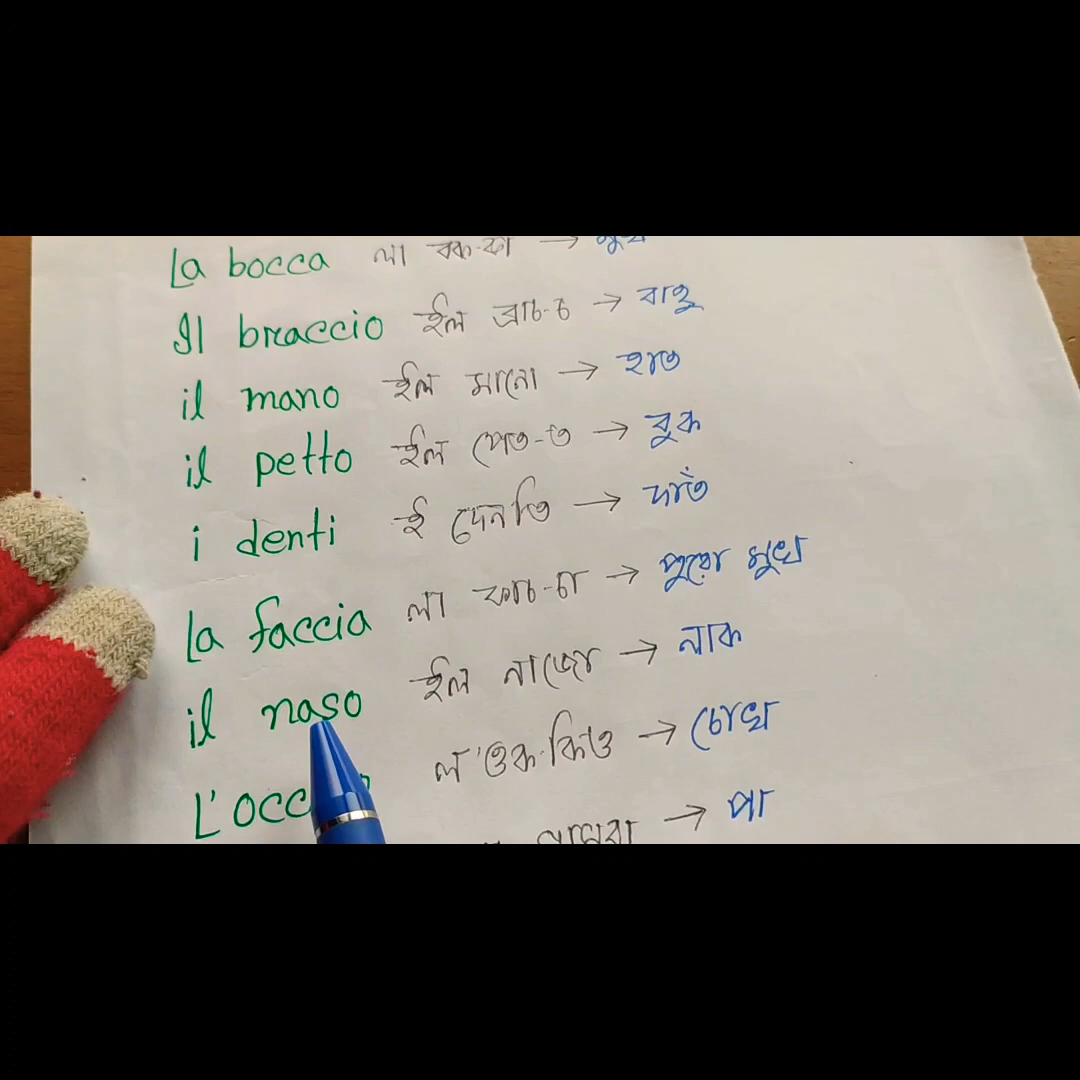 La bocca লা বক-কা → মুখ
Il braccio ইল ব্রাচ-চ → বাহু
il mano ইল মানো → হাত
il petto ইল পেত-ত → বুক
i denti ই দেনতি → দাঁত
La faccia লা ফাচ-চা → পুরো মুখ
il naso ইল নাজো → নাক
L'occ ল'ওক-কিও → চোখ
→ পা